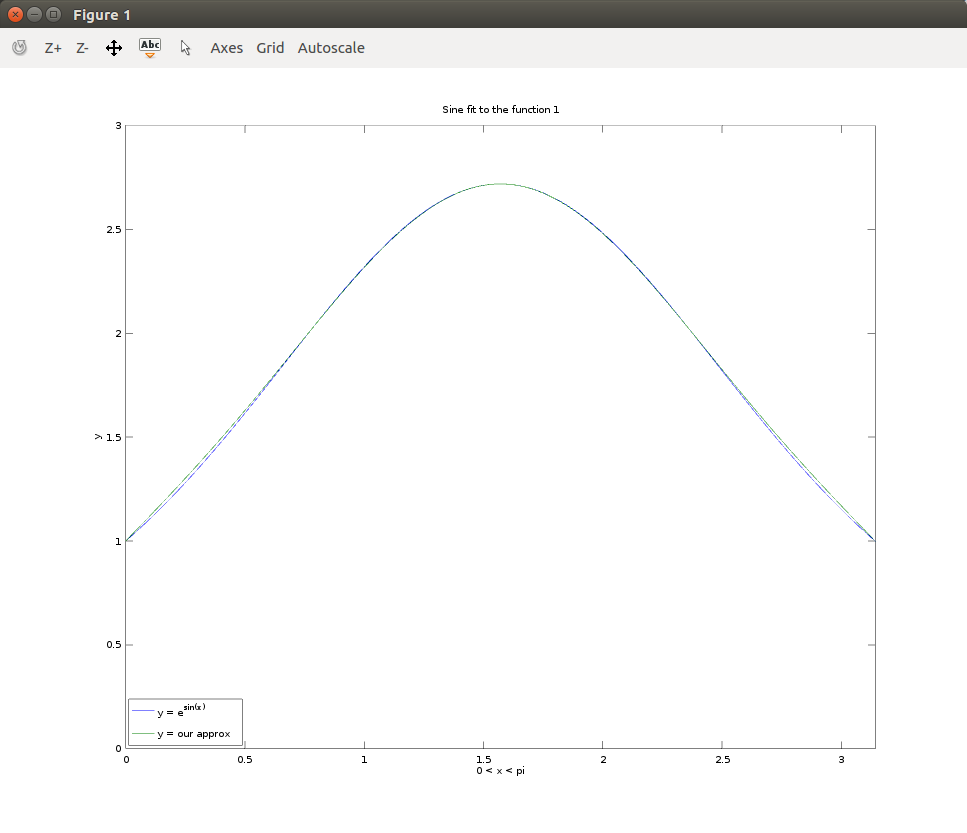 Figure 1
Z+ Z- Abc Axes Grid Autoscale
Sine fit to the function 1
3
2.5
2
y 1.5
1
0.5
0
y = e^sin(x)
y = our approx
0 0.5 1 1.5 2 2.5 3
0 < x < pi